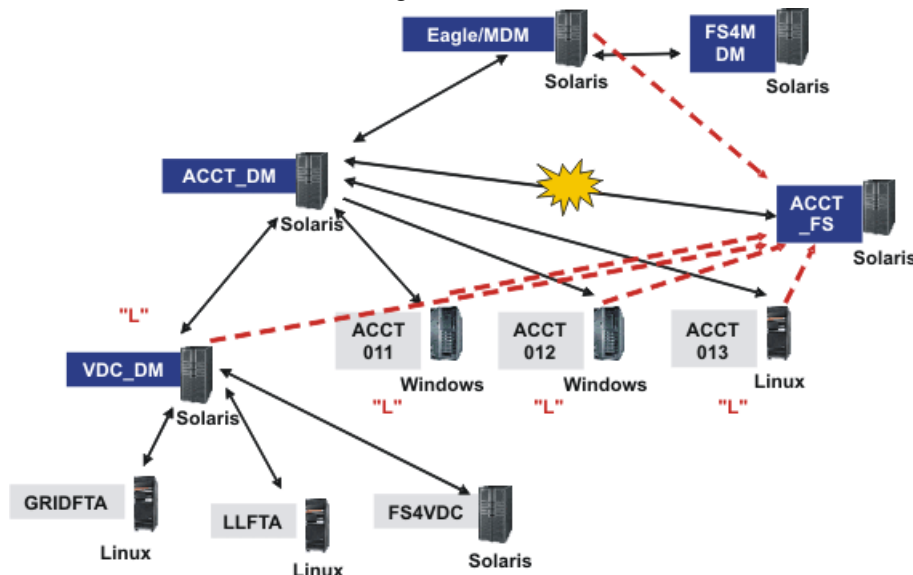 Eagle/MDM
Solaris
FS4M
DM
Solaris
ACCT_DM
Solaris
ACCT
_FS
Solaris
"L"
VDC_DM
Solaris
ACCT
011
Windows
"L"
ACCT
012
Windows
"L"
ACCT
013
Linux
"L"
GRIDFTA
Linux
LLFTA
Linux
FS4VDC
Solaris